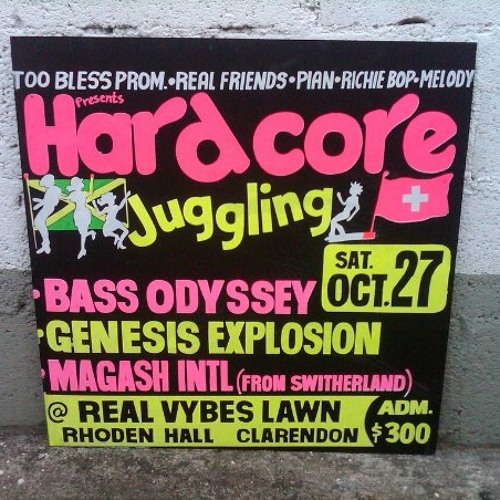 TOO BLESS PROM.•REAL FRIENDS•PIAN•RICHIE BOP•MELODY
Presents
Hardcore
Juggling
SAT.
OCT.27
•BASS ODYSSEY
•GENESIS EXPLOSION
•MAGASH INTL (FROM SWITHERLAND)
@ REAL VYBES LAWN
RHODEN HALL CLARENDON
ADM.
$300